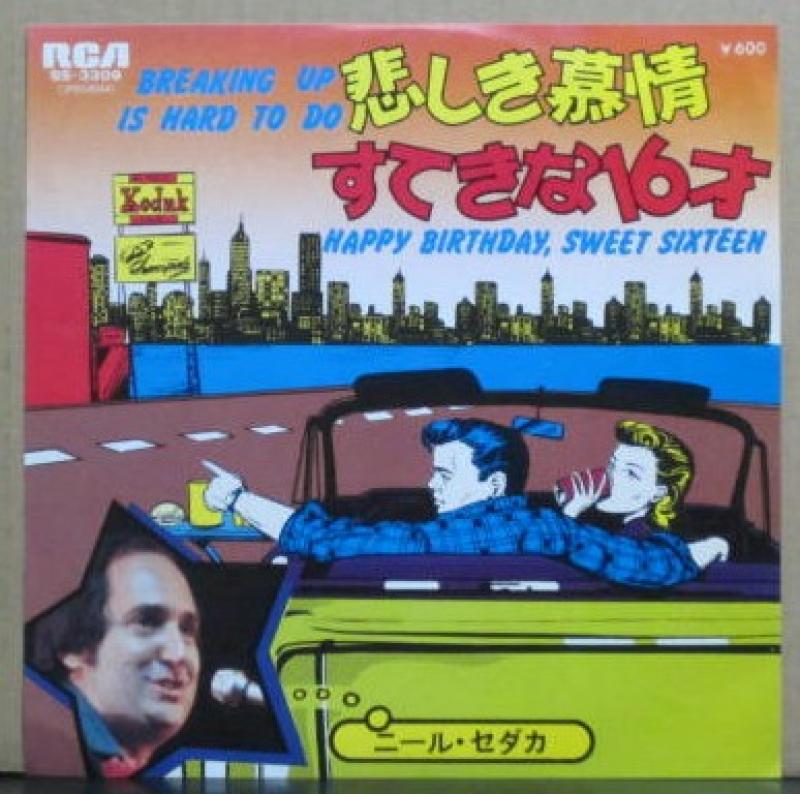 RCA
SS-3309
¥600
BREAKING UP
IS HARD TO DO
悲しき慕情
すてきな16才
HAPPY BIRTHDAY, SWEET SIXTEEN
Kodak
ニール・セダカ